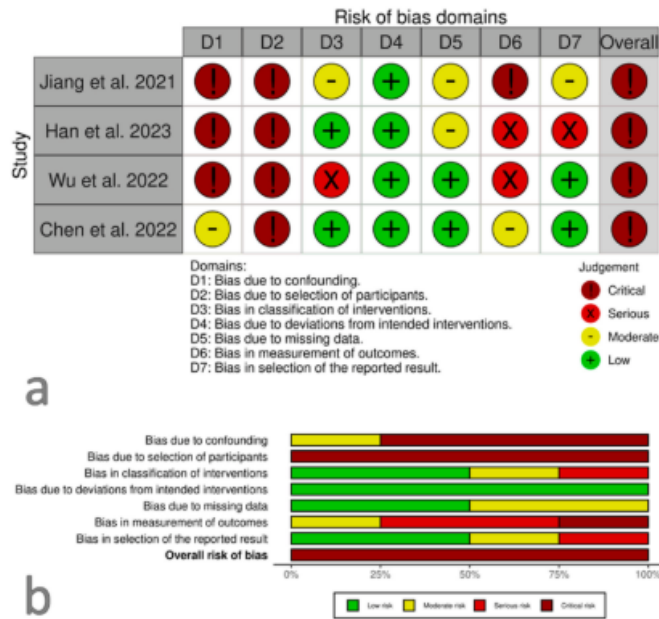 Risk of bias domains
D1 D2 D3 D4 D5 D6 D7 Overall
Study
Jiang et al. 2021 ! ! - + - ! - !
Han et al. 2023 ! ! + + - X X !
Wu et al. 2022 ! ! X + + X + !
Chen et al. 2022 - ! + + + - + !
Domains:
D1: Bias due to confounding.
D2: Bias due to selection of participants.
D3: Bias in classification of interventions.
D4: Bias due to deviations from intended interventions.
D5: Bias due to missing data.
D6: Bias in measurement of outcomes.
D7: Bias in selection of the reported result.
Judgement
! Critical
X Serious
- Moderate
+ Low
a
Bias due to confounding
Bias due to selection of participants
Bias in classification of interventions
Bias due to deviations from intended interventions
Bias due to missing data
Bias in measurement of outcomes
Bias in selection of the reported result
Overall risk of bias
0% 25% 50% 75% 100%
Low risk Moderate risk Serious risk Critical risk
b